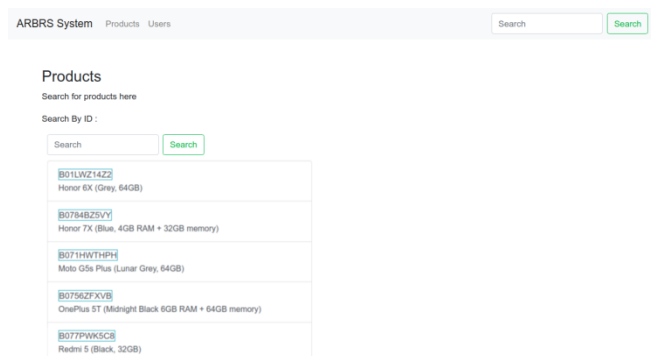 ARBRS System Products Users Search Search
Products
Search for products here
Search By ID :
Search Search
B01LWZ14Z2
Honor 6X (Grey, 64GB)
B0784BZ5VY
Honor 7X (Blue, 4GB RAM + 32GB memory)
B071HWTHPH
Moto G5s Plus (Lunar Grey, 64GB)
B0756ZFXVB
OnePlus 5T (Midnight Black 6GB RAM + 64GB memory)
B077PWK5C8
Redmi 5 (Black, 32GB)